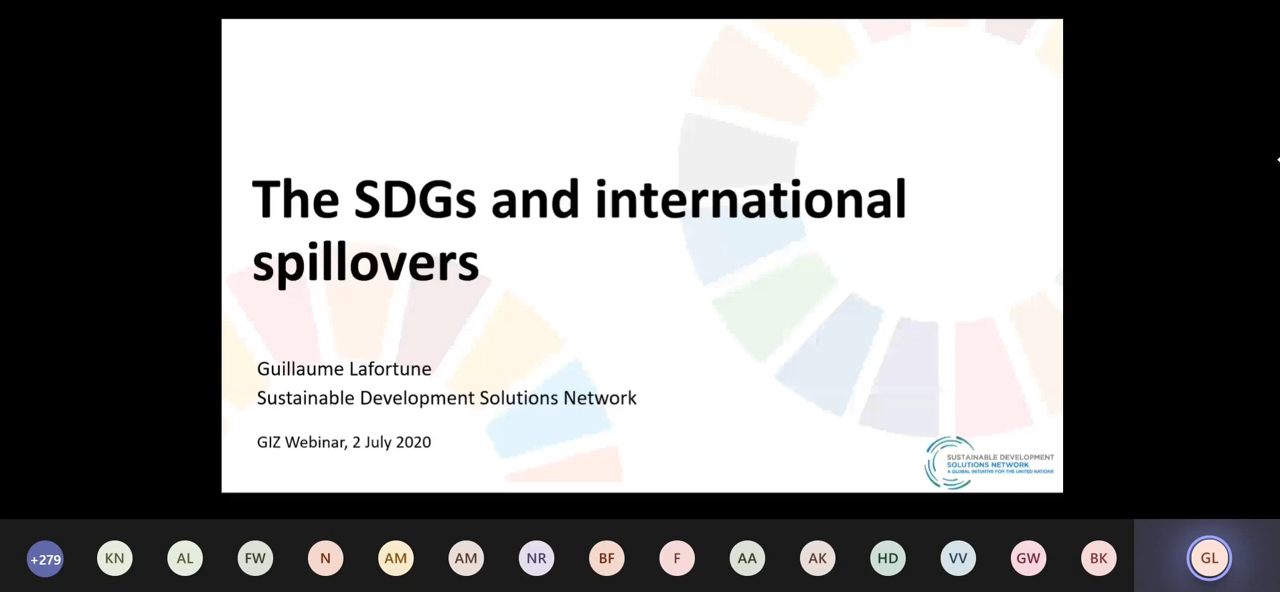 The SDGs and international
spillovers
Guillaume Lafortune
Sustainable Development Solutions Network
GIZ Webinar, 2 July 2020
SUSTAINABLE DEVELOPMENT
SOLUTIONS NETWORK
A GLOBAL INITIATIVE FOR THE UNITED NATIONS
+279 KN AL FW N AM AM NR BF F AA AK HD VV GW BK GL